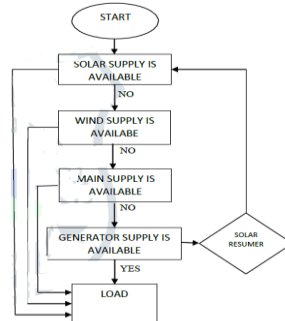 START
SOLAR SUPPLY IS
AVAILABLE
NO
WIND SUPPLY IS
AVAILABE
NO
MAIN SUPPLY IS
AVAILABLE
NO
GENERATOR SUPPLY IS
AVAILABLE
SOLAR
RESUMER
YES
LOAD